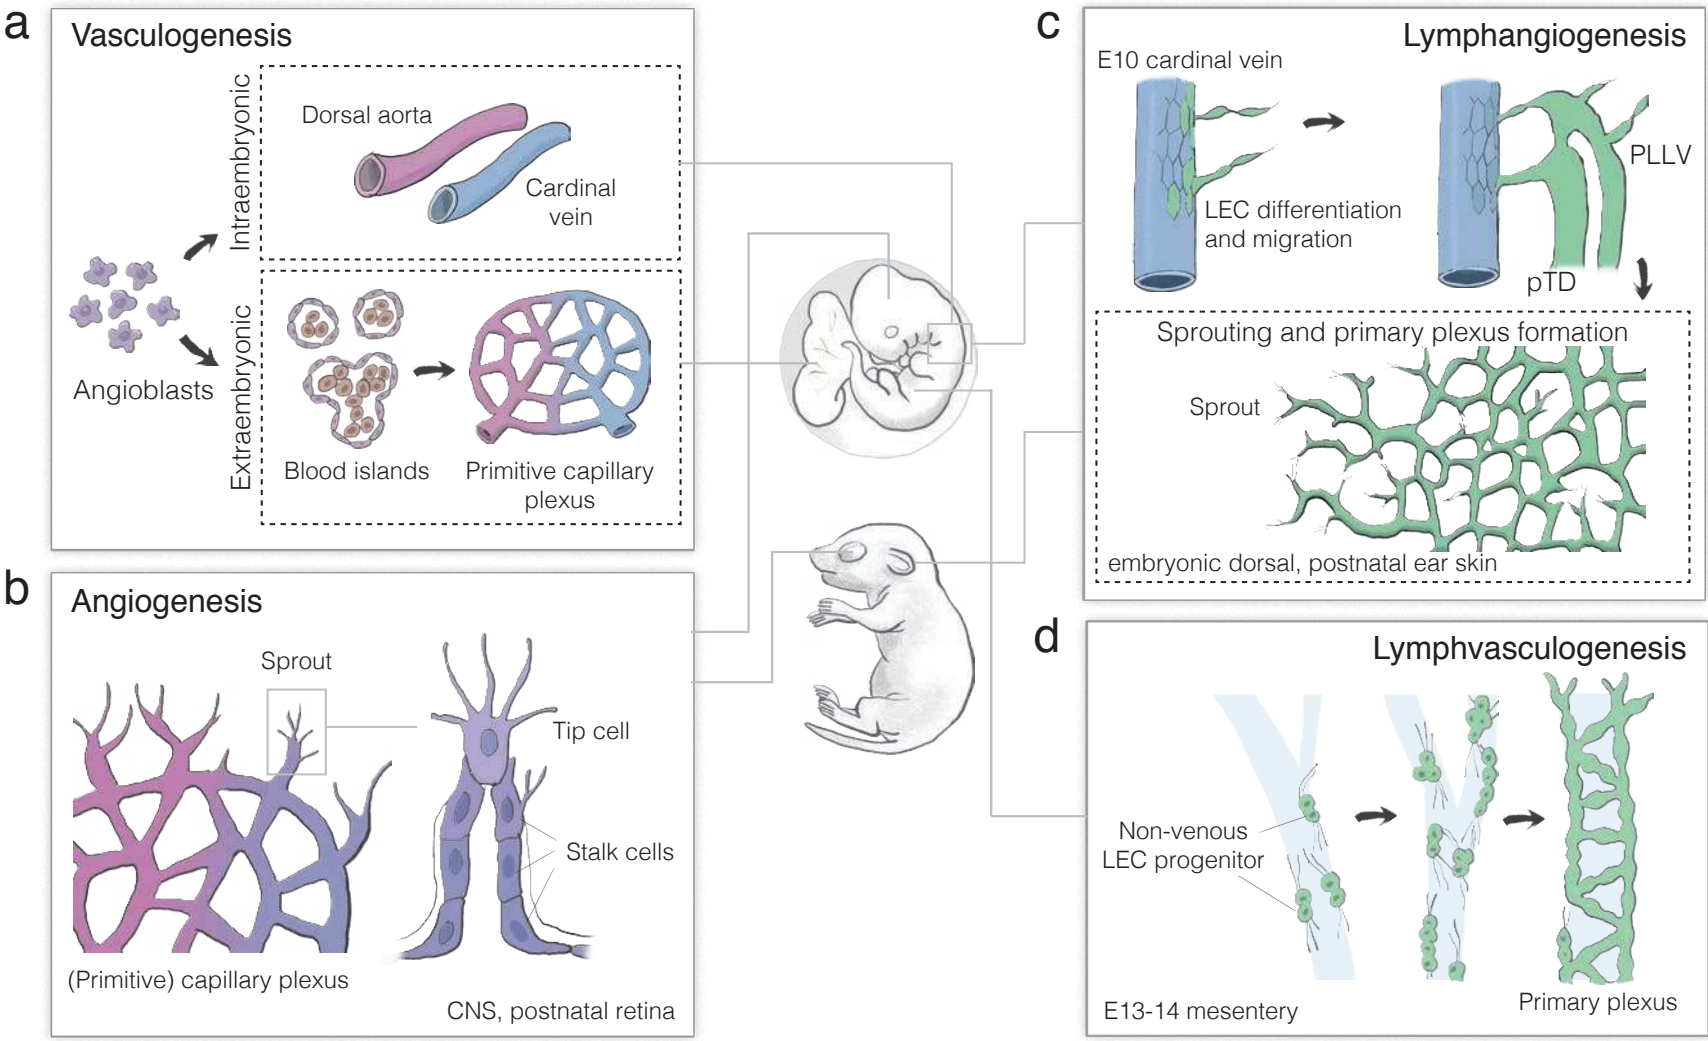 a
Vasculogenesis
Intraembryonic
Dorsal aorta
Cardinal
vein
Angioblasts
Extraembryonic
Blood islands
Primitive capillary
plexus
b
Angiogenesis
Sprout
Tip cell
Stalk cells
(Primitive) capillary plexus
CNS, postnatal retina
c
Lymphangiogenesis
E10 cardinal vein
LEC differentiation
and migration
PLLV
pTD
Sprouting and primary plexus formation
Sprout
embryonic dorsal, postnatal ear skin
d
Lymphvasculogenesis
Non-venous
LEC progenitor
E13-14 mesentery
Primary plexus